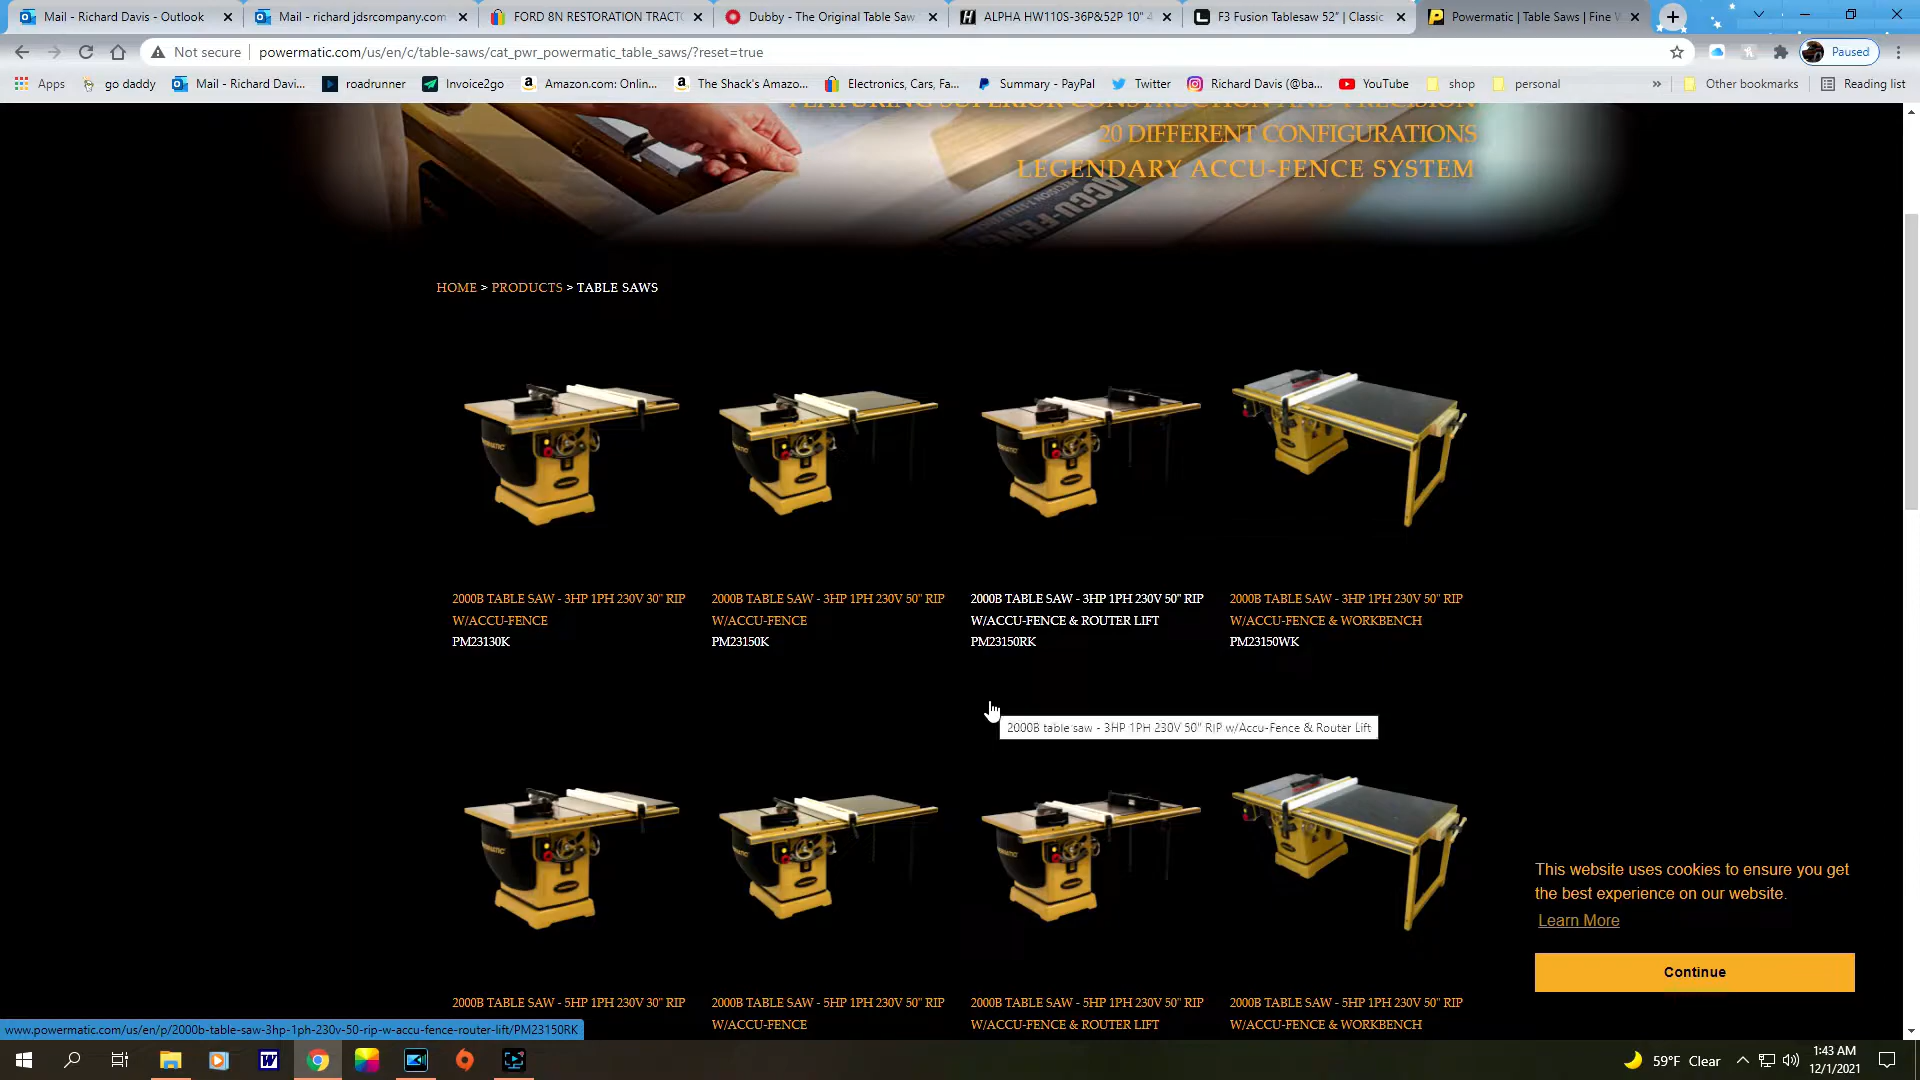 Mail - Richard Davis - Outlook
Mail - richard jdsrcompany.com
FORD 8N RESTORATION TRACTO
Dubby - The Original Table Saw
ALPHA HW110S-36P&52P 10" 4
F3 Fusion Tablesaw 52" | Classic
Powermatic | Table Saws | Fine W
Not secure
powermatic.com/us/en/c/table-saws/cat_pwr_powermatic_table_saws/?reset=true
Paused
Apps
go daddy
Mail - Richard Davi...
roadrunner
Invoice2go
Amazon.com: Onlin...
The Shack's Amazo...
Electronics, Cars, Fa...
Summary - PayPal
Twitter
Richard Davis (@ba...
YouTube
shop
personal
»
Other bookmarks
Reading list
FEATURING SUPERIOR CONSTRUCTION AND PRECISION
20 DIFFERENT CONFIGURATIONS
LEGENDARY ACCU-FENCE SYSTEM
ACCU-FENCE
HOME > PRODUCTS > TABLE SAWS
2000B TABLE SAW - 3HP 1PH 230V 30" RIP
W/ACCU-FENCE
PM23130K
2000B TABLE SAW - 3HP 1PH 230V 50" RIP
W/ACCU-FENCE
PM23150K
2000B TABLE SAW - 3HP 1PH 230V 50" RIP
W/ACCU-FENCE & ROUTER LIFT
PM23150RK
2000B TABLE SAW - 3HP 1PH 230V 50" RIP
W/ACCU-FENCE & WORKBENCH
PM23150WK
2000B table saw - 3HP 1PH 230V 50" RIP w/Accu-Fence & Router Lift
2000B TABLE SAW - 5HP 1PH 230V 30" RIP
2000B TABLE SAW - 5HP 1PH 230V 50" RIP
W/ACCU-FENCE
2000B TABLE SAW - 5HP 1PH 230V 50" RIP
W/ACCU-FENCE & ROUTER LIFT
2000B TABLE SAW - 5HP 1PH 230V 50" RIP
W/ACCU-FENCE & WORKBENCH
This website uses cookies to ensure you get
the best experience on our website.
Learn More
Continue
www.powermatic.com/us/en/p/2000b-table-saw-3hp-1ph-230v-50-rip-w-accu-fence-router-lift/PM23150RK
59°F Clear
1:43 AM
12/1/2021